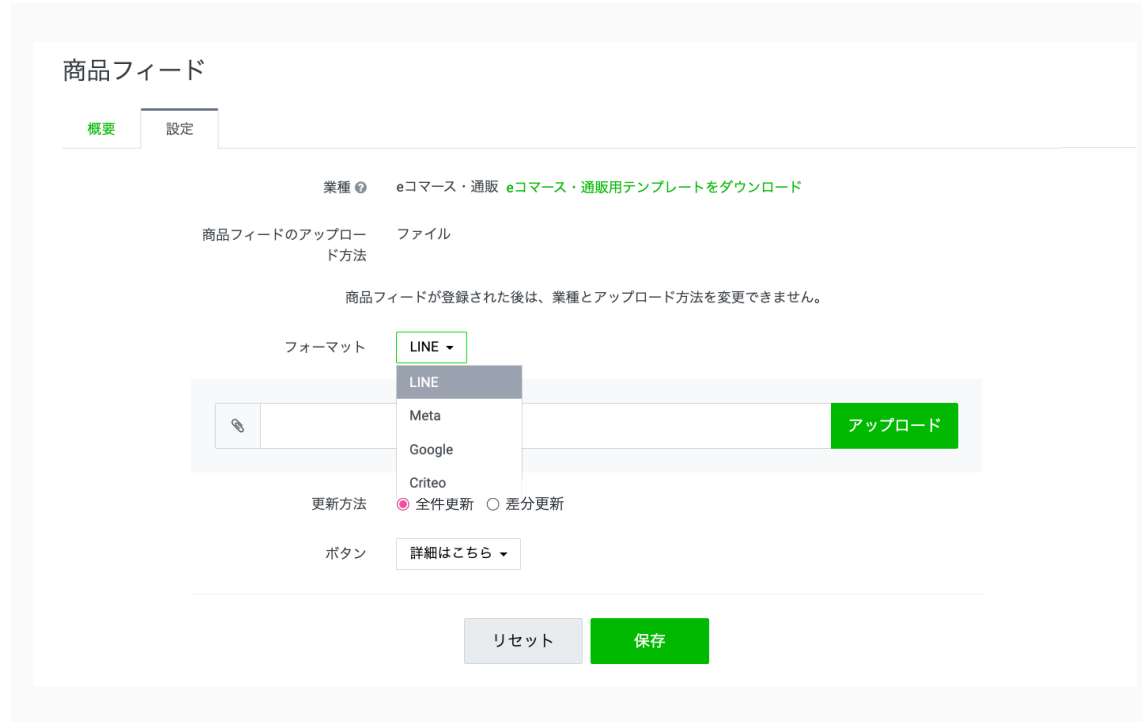 商品フィード
概要 設定
業種 eコマース・通販 eコマース・通販用テンプレートをダウンロード
商品フィードのアップロー
ド方法 ファイル
商品フィードが登録された後は、業種とアップロード方法を変更できません。
フォーマット LINE
LINE
Meta
Google
Criteo
アップロード
更新方法 全件更新 差分更新
ボタン 詳細はこちら
リセット 保存